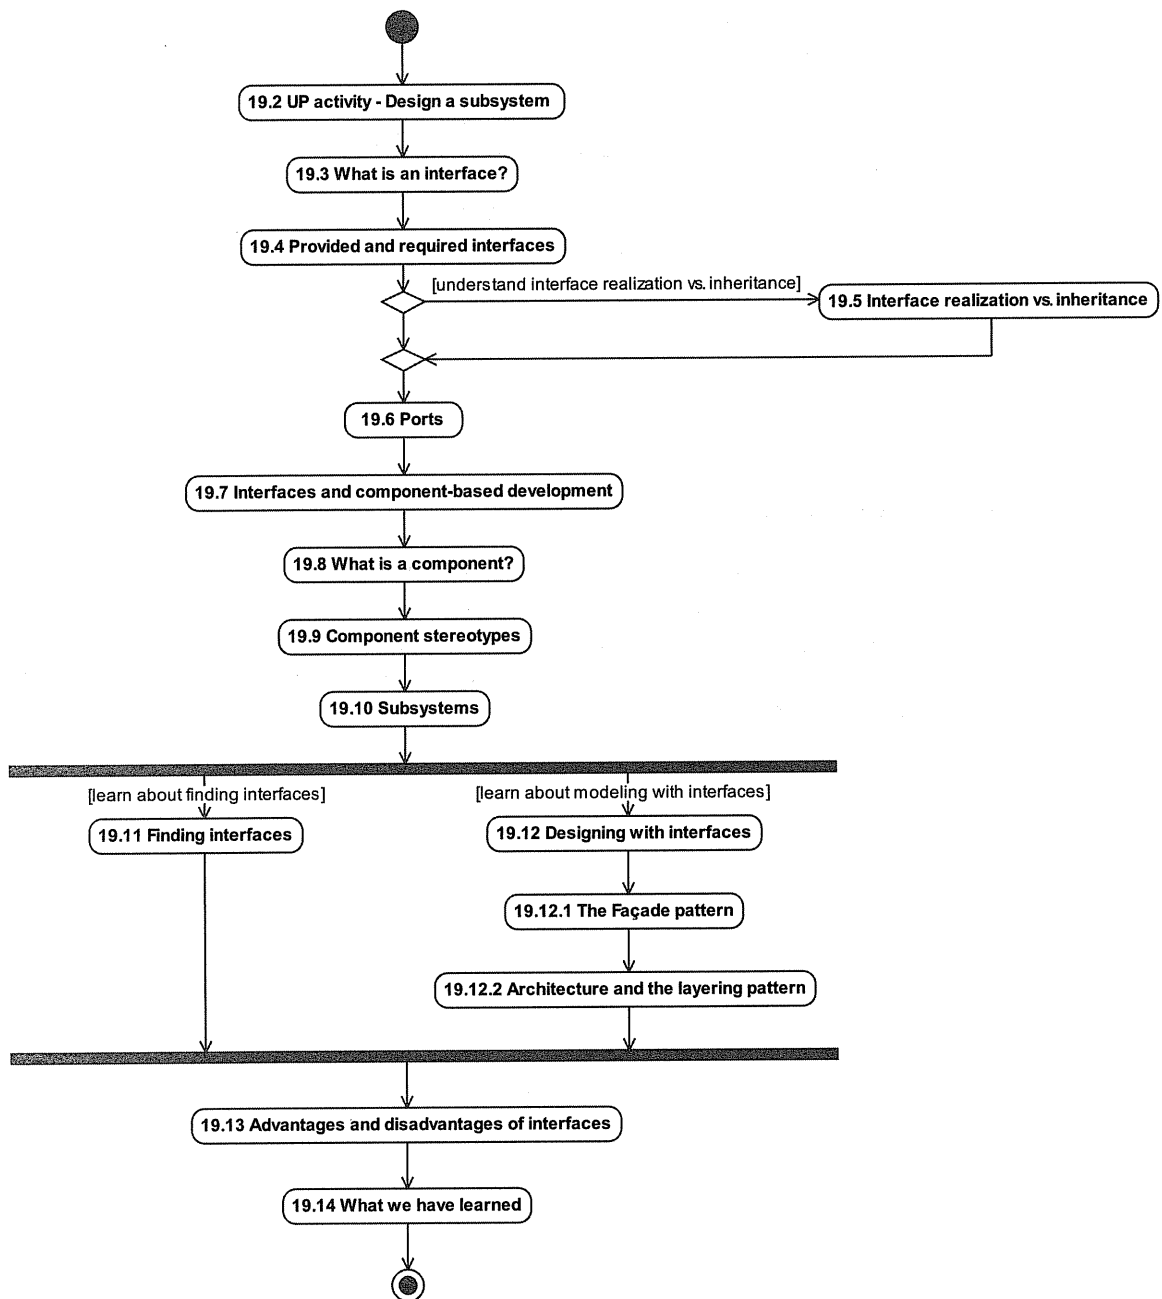 19.2 UP activity - Design a subsystem
19.3 What is an interface?
19.4 Provided and required interfaces
[understand interface realization vs. inheritance]
19.5 Interface realization vs. inheritance
19.6 Ports
19.7 Interfaces and component-based development
19.8 What is a component?
19.9 Component stereotypes
19.10 Subsystems
[learn about finding interfaces]
[learn about modeling with interfaces]
19.11 Finding interfaces
19.12 Designing with interfaces
19.12.1 The Façade pattern
19.12.2 Architecture and the layering pattern
19.13 Advantages and disadvantages of interfaces
19.14 What we have learned